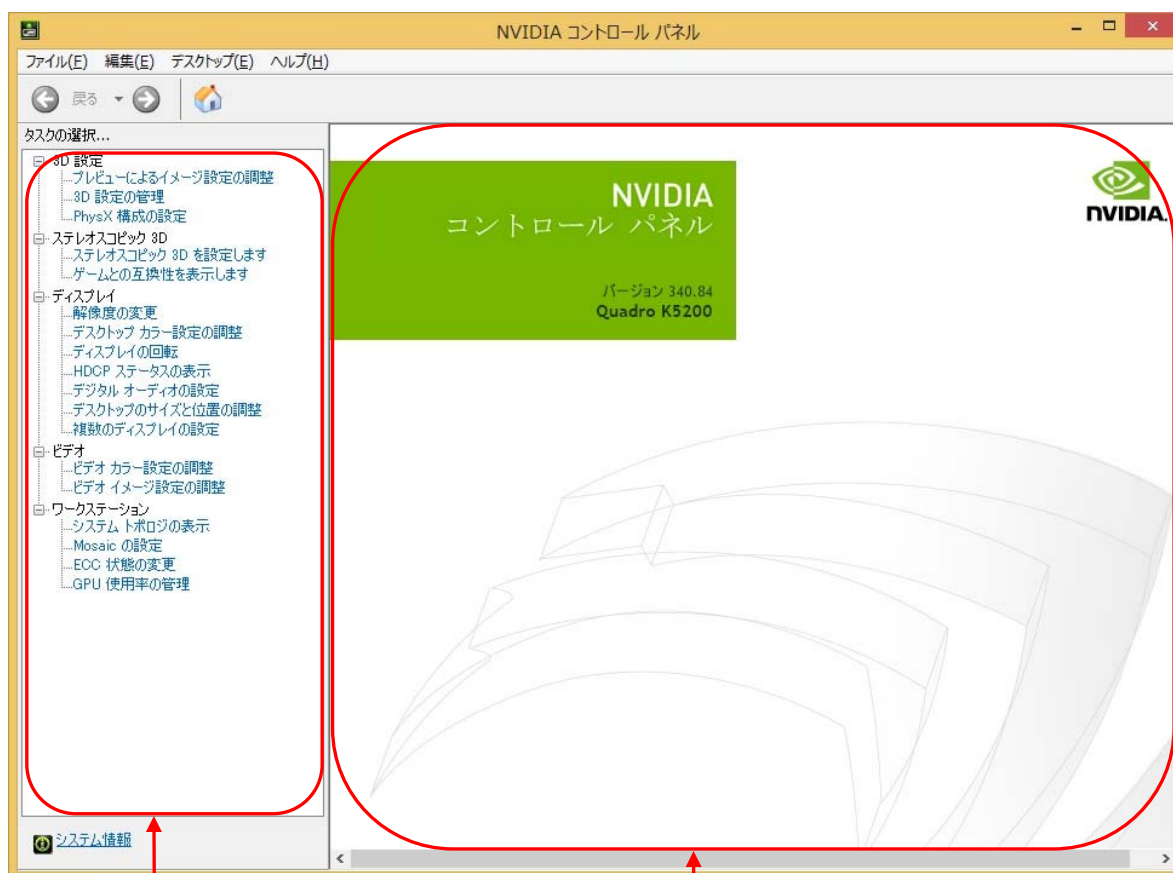 NVIDIA コントロール パネル
ファイル(F) 編集(E) デスクトップ(E) ヘルプ(H)
戻る
タスクの選択...
3D 設定
プレビューによるイメージ設定の調整
3D 設定の管理
PhysX 構成の設定
ステレオスコピック 3D
ステレオスコピック 3D を設定します
ゲームとの互換性を表示します
ディスプレイ
解像度の変更
デスクトップ カラー設定の調整
ディスプレイの回転
HDCP ステータスの表示
デジタル オーディオの設定
デスクトップのサイズと位置の調整
複数のディスプレイの設定
ビデオ
ビデオ カラー設定の調整
ビデオ イメージ設定の調整
ワークステーション
システム トポロジの表示
Mosaic の設定
ECC 状態の変更
GPU 使用率の管理
システム情報
NVIDIA
コントロール パネル
バージョン 340.84
Quadro K5200
NVIDIA.